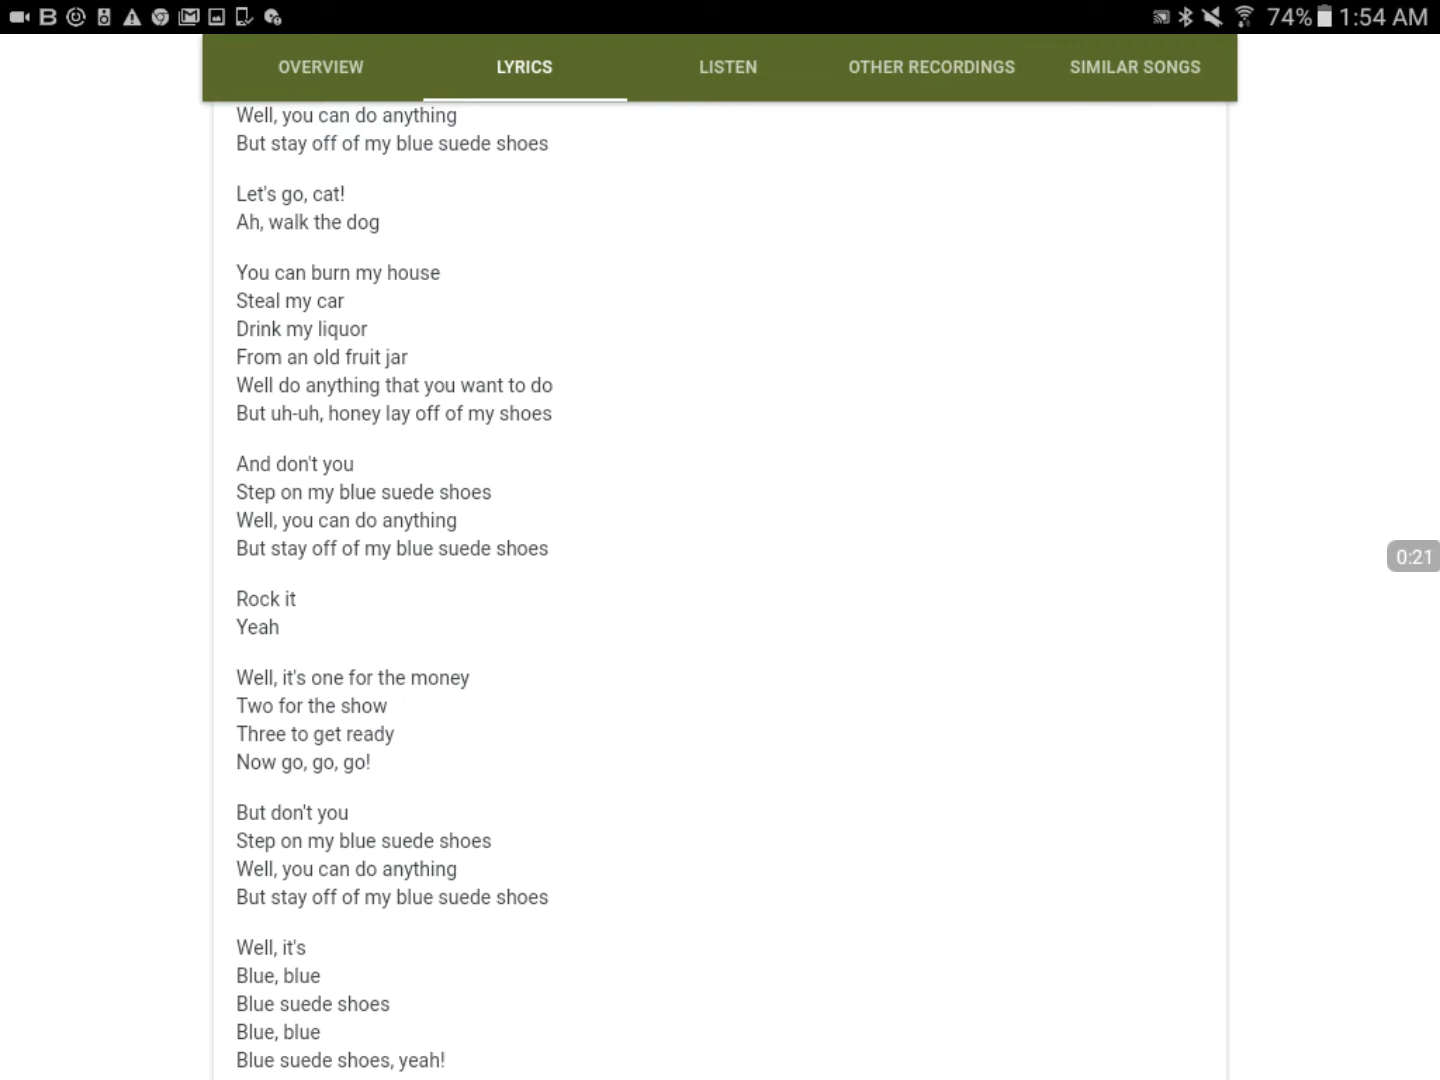 74% 1:54 AM
OVERVIEW LYRICS LISTEN OTHER RECORDINGS SIMILAR SONGS
Well, you can do anything
But stay off of my blue suede shoes
Let's go, cat!
Ah, walk the dog
You can burn my house
Steal my car
Drink my liquor
From an old fruit jar
Well do anything that you want to do
But uh-uh, honey lay off of my shoes
And don't you
Step on my blue suede shoes
Well, you can do anything
But stay off of my blue suede shoes
0:21
Rock it
Yeah
Well, it's one for the money
Two for the show
Three to get ready
Now go, go, go!
But don't you
Step on my blue suede shoes
Well, you can do anything
But stay off of my blue suede shoes
Well, it's
Blue, blue
Blue suede shoes
Blue, blue
Blue suede shoes, yeah!